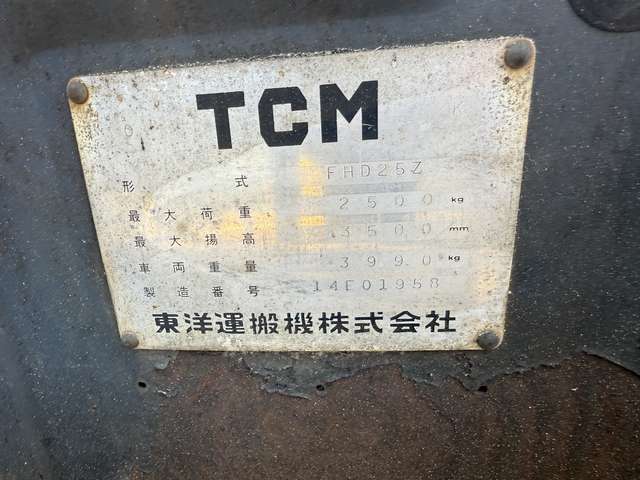 TCM
形式 FHD25Z
最大荷重 2500 kg
最大揚高 3500 mm
車両重量 3990 kg
製造番号 14E01958
東洋運搬機株式会社